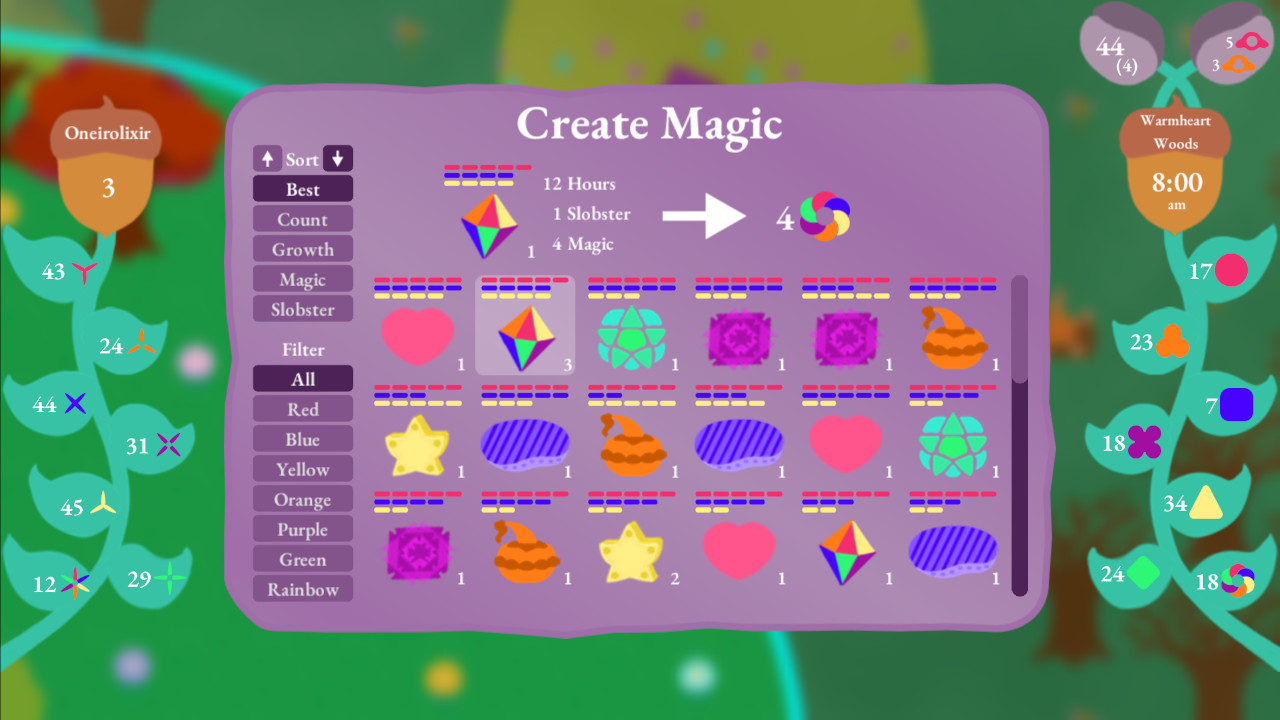 Create Magic
Oneirolixir
3
43
24
44
31
45
12
29
Sort
Best
Count
Growth
Magic
Slobster
Filter
All
Red
Blue
Yellow
Orange
Purple
Green
Rainbow
1
12 Hours
1 Slobster
4 Magic
4
1
3
1
1
1
1
1
1
1
1
1
1
1
1
2
1
1
1
44
(4)
5
3
Warmheart
Woods
8:00
am
17
23
7
18
34
24
18